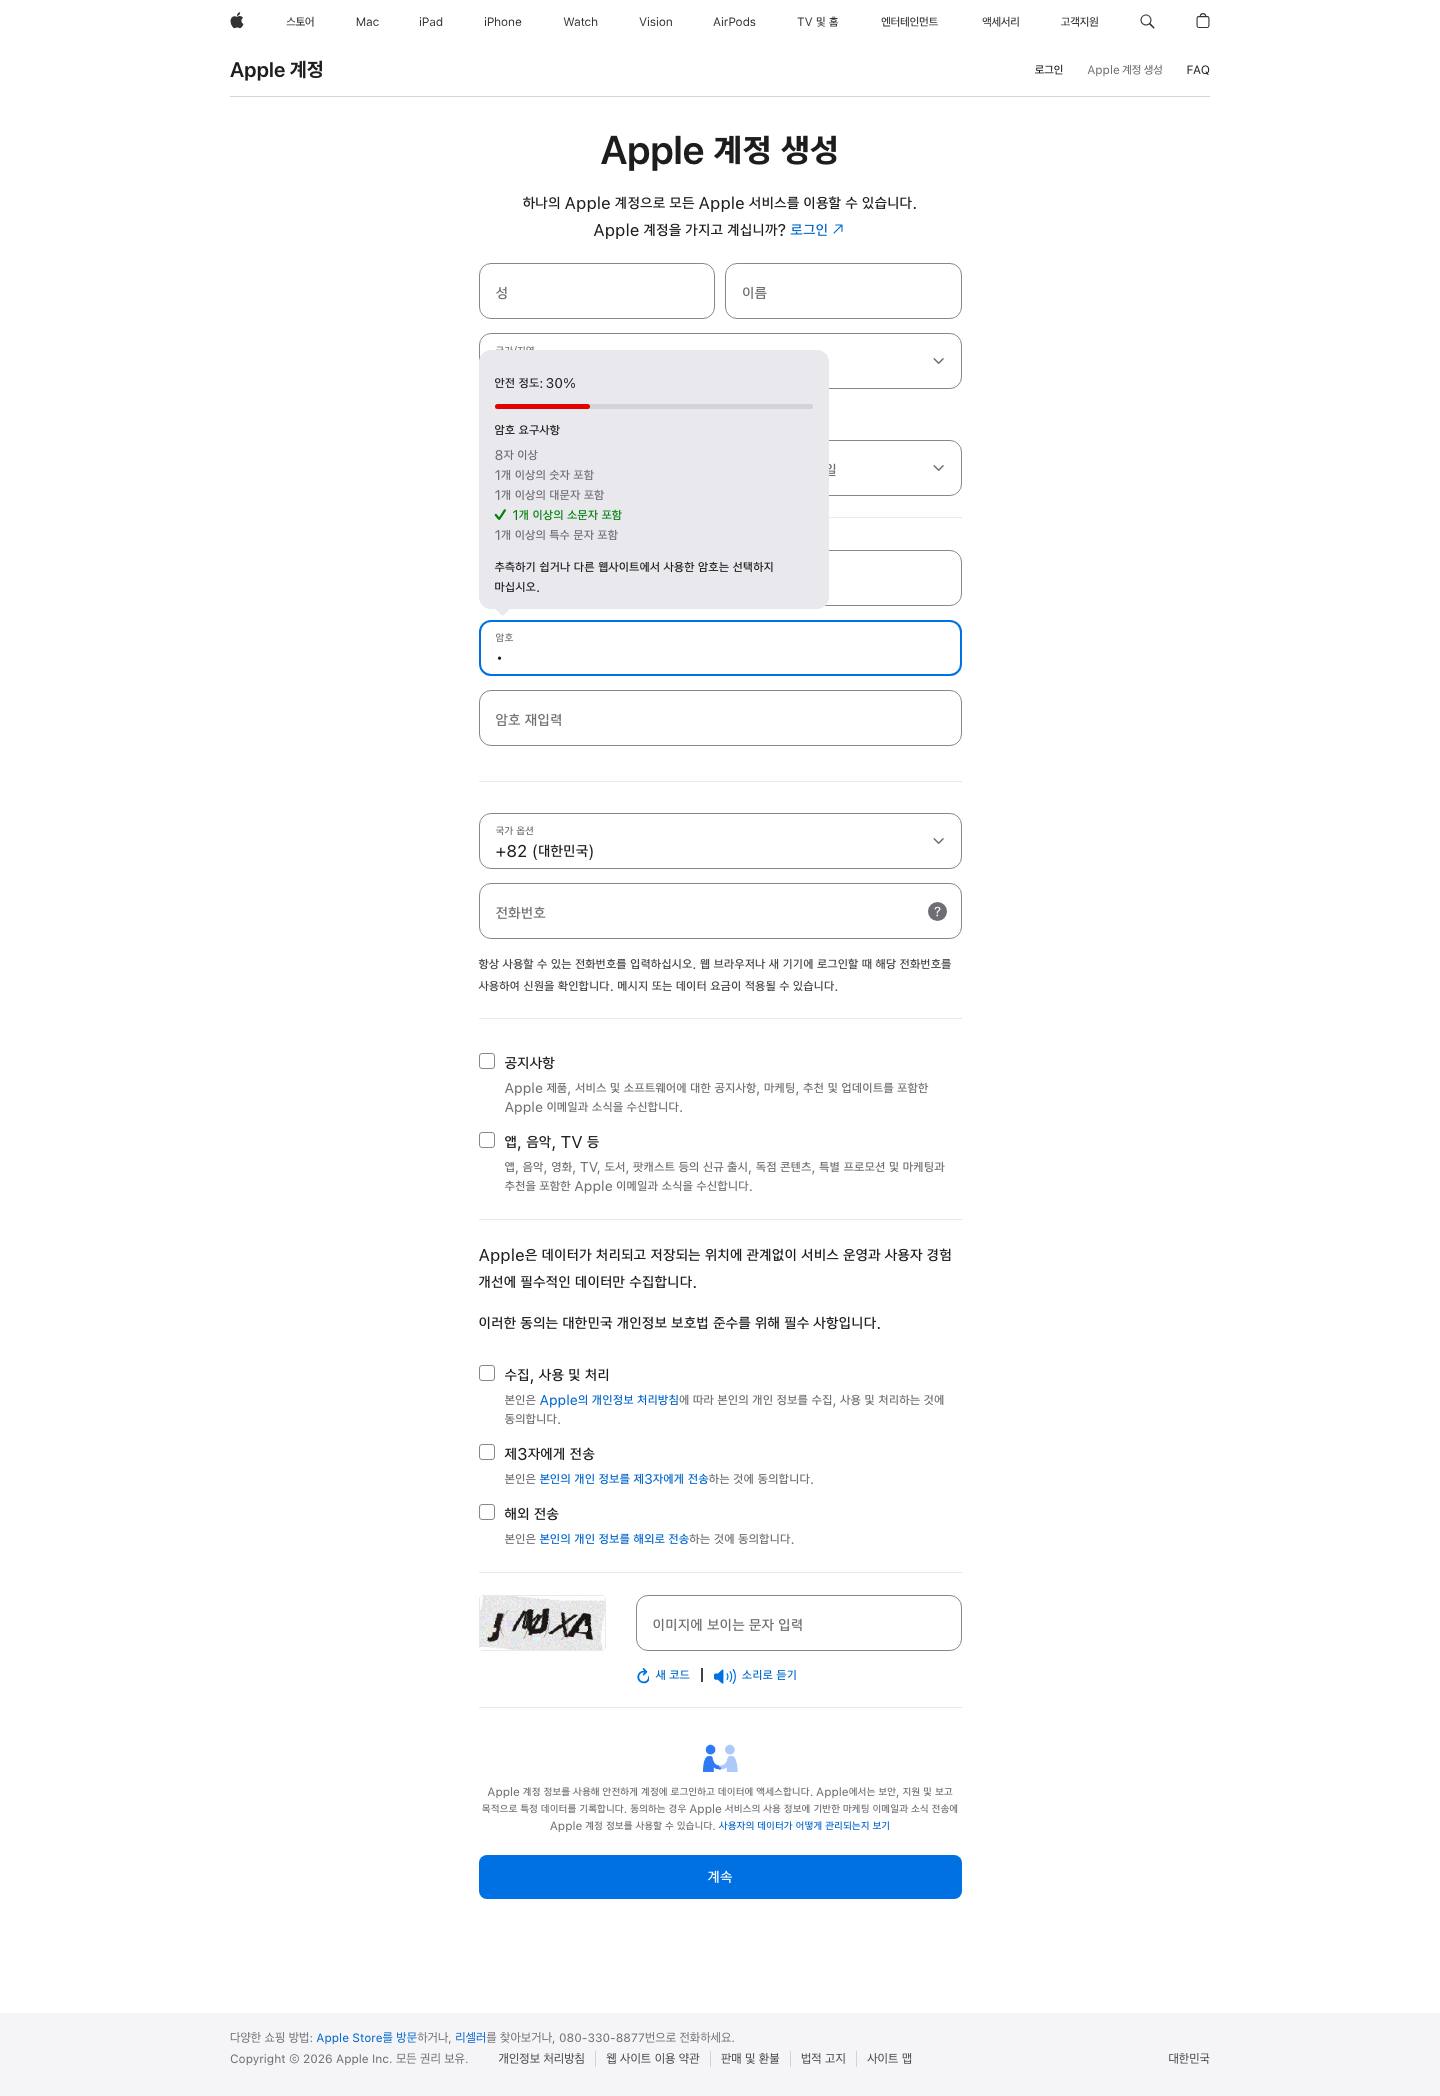 스토어 Mac iPad iPhone Watch Vision AirPods TV 및 홈 엔터테인먼트 액세서리 고객지원
Apple 계정
로그인 Apple 계정 생성 FAQ
Apple 계정 생성
하나의 Apple 계정으로 모든 Apple 서비스를 이용할 수 있습니다.
Apple 계정을 가지고 계십니까? 로그인
성 이름
국가/지역
안전 정도: 30%
암호 요구사항
8자 이상
1개 이상의 숫자 포함
일
1개 이상의 대문자 포함
1개 이상의 소문자 포함
1개 이상의 특수 문자 포함
추측하기 쉽거나 다른 웹사이트에서 사용한 암호는 선택하지
마십시오.
암호
•
암호 재입력
국가 옵션
+82 (대한민국)
전화번호 ?
항상 사용할 수 있는 전화번호를 입력하십시오. 웹 브라우저나 새 기기에 로그인할 때 해당 전화번호를
사용하여 신원을 확인합니다. 메시지 또는 데이터 요금이 적용될 수 있습니다.
공지사항
Apple 제품, 서비스 및 소프트웨어에 대한 공지사항, 마케팅, 추천 및 업데이트를 포함한
Apple 이메일과 소식을 수신합니다.
앱, 음악, TV 등
앱, 음악, 영화, TV, 도서, 팟캐스트 등의 신규 출시, 독점 콘텐츠, 특별 프로모션 및 마케팅과
추천을 포함한 Apple 이메일과 소식을 수신합니다.
Apple은 데이터가 처리되고 저장되는 위치에 관계없이 서비스 운영과 사용자 경험
개선에 필수적인 데이터만 수집합니다.
이러한 동의는 대한민국 개인정보 보호법 준수를 위해 필수 사항입니다.
수집, 사용 및 처리
본인은 Apple의 개인정보 처리방침에 따라 본인의 개인 정보를 수집, 사용 및 처리하는 것에
동의합니다.
제3자에게 전송
본인은 본인의 개인 정보를 제3자에게 전송하는 것에 동의합니다.
해외 전송
본인은 본인의 개인 정보를 해외로 전송하는 것에 동의합니다.
이미지에 보이는 문자 입력
새 코드 소리로 듣기
Apple 계정 정보를 사용해 안전하게 계정에 로그인하고 데이터에 액세스합니다. Apple에서는 보안, 지원 및 보고
목적으로 특정 데이터를 기록합니다. 동의하는 경우 Apple 서비스의 사용 정보에 기반한 마케팅 이메일과 소식 전송에
Apple 계정 정보를 사용할 수 있습니다. 사용자의 데이터가 어떻게 관리되는지 보기
계속
다양한 쇼핑 방법: Apple Store를 방문하거나, 리셀러를 찾아보거나, 080-330-8877번으로 전화하세요.
Copyright © 2026 Apple Inc. 모든 권리 보유. 개인정보 처리방침 웹 사이트 이용 약관 판매 및 환불 법적 고지 사이트 맵 대한민국